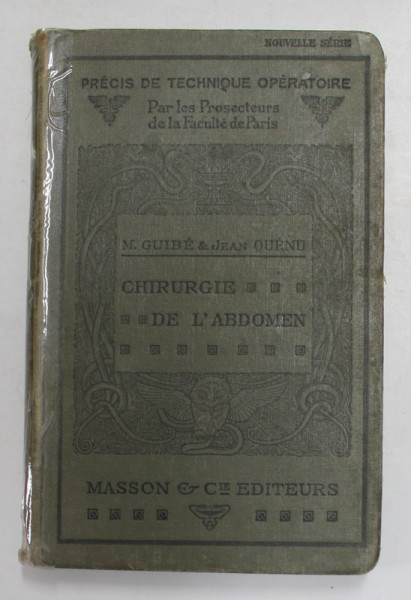 NOUVELLE SÉRIE
PRÉCIS DE TECHNIQUE OPÉRATOIRE
Par les Prosecteurs
de la Faculté de Paris
M. GUIBÉ & JEAN QUÉNU
CHIRURGIE
DE L'ABDOMEN
MASSON & CIE EDITEURS